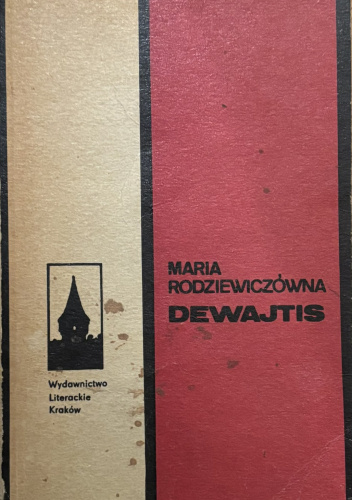 MARIA
RODZIEWICZÓWNA
DEWAJTIS
Wydawnictwo
Literackie
Kraków